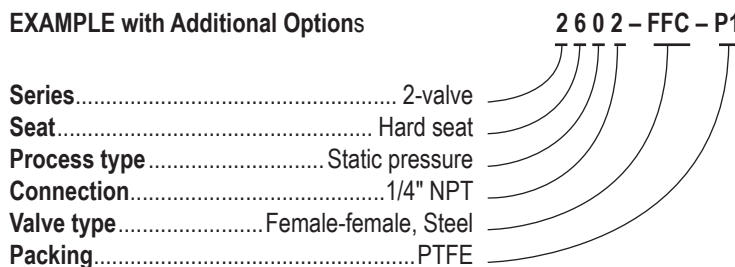 EXAMPLE with Additional Options 2 6 0 2 – FFC – P1
Series..................................................... 2-valve
Seat.................................................... Hard seat
Process type............................. Static pressure
Connection..........................................1/4" NPT
Valve type........................Female-female, Steel
Packing.....................................................PTFE